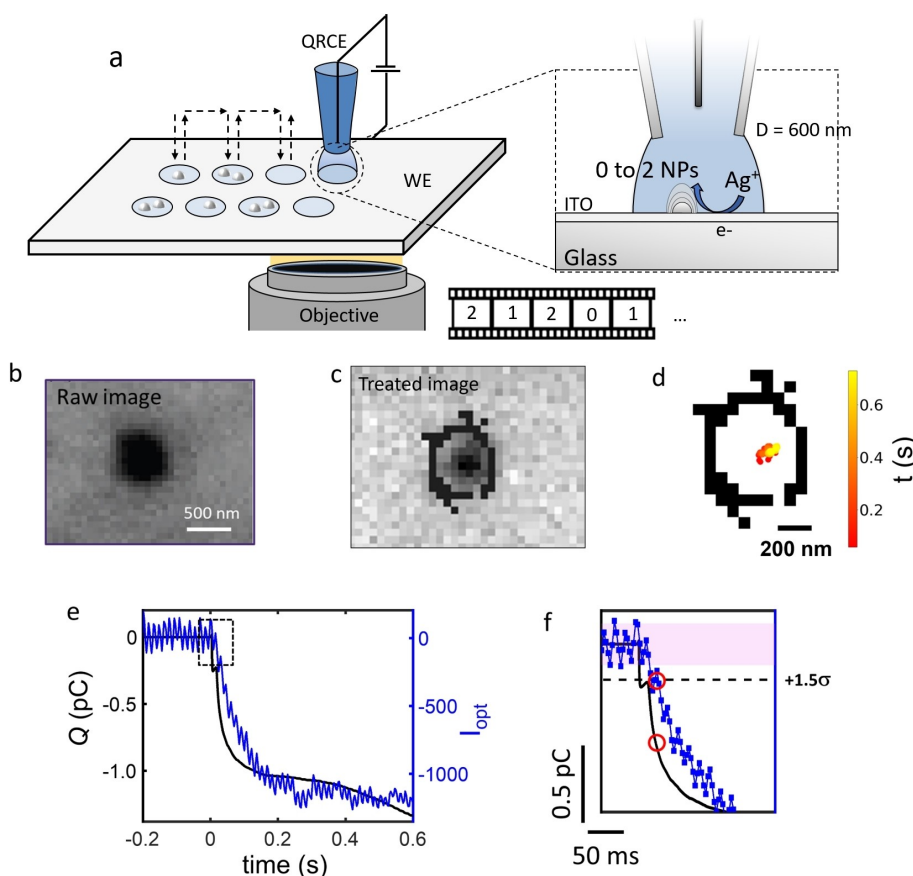 a
QRCE
WE
Objective
2 1 2 0 1 ...
D = 600 nm
0 to 2 NPs
Ag⁺
ITO
e-
Glass
b
Raw image
500 nm
c
Treated image
d
0.6
0.4
0.2
t (s)
200 nm
e
0
-0.5
-1.0
Q (pC)
0
-500
-1000
I_opt
-0.2 0 0.2 0.4 0.6
time (s)
f
+1.5σ
0.5 pC
50 ms